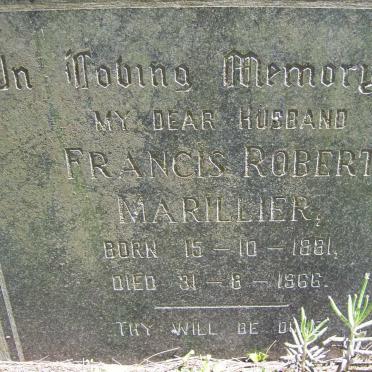 In Loving Memory
MY DEAR HUSBAND
FRANCIS ROBERT
MARILLIER,
BORN 15-10-1881.
DIED 31-8-1966.
THY WILL BE DONE